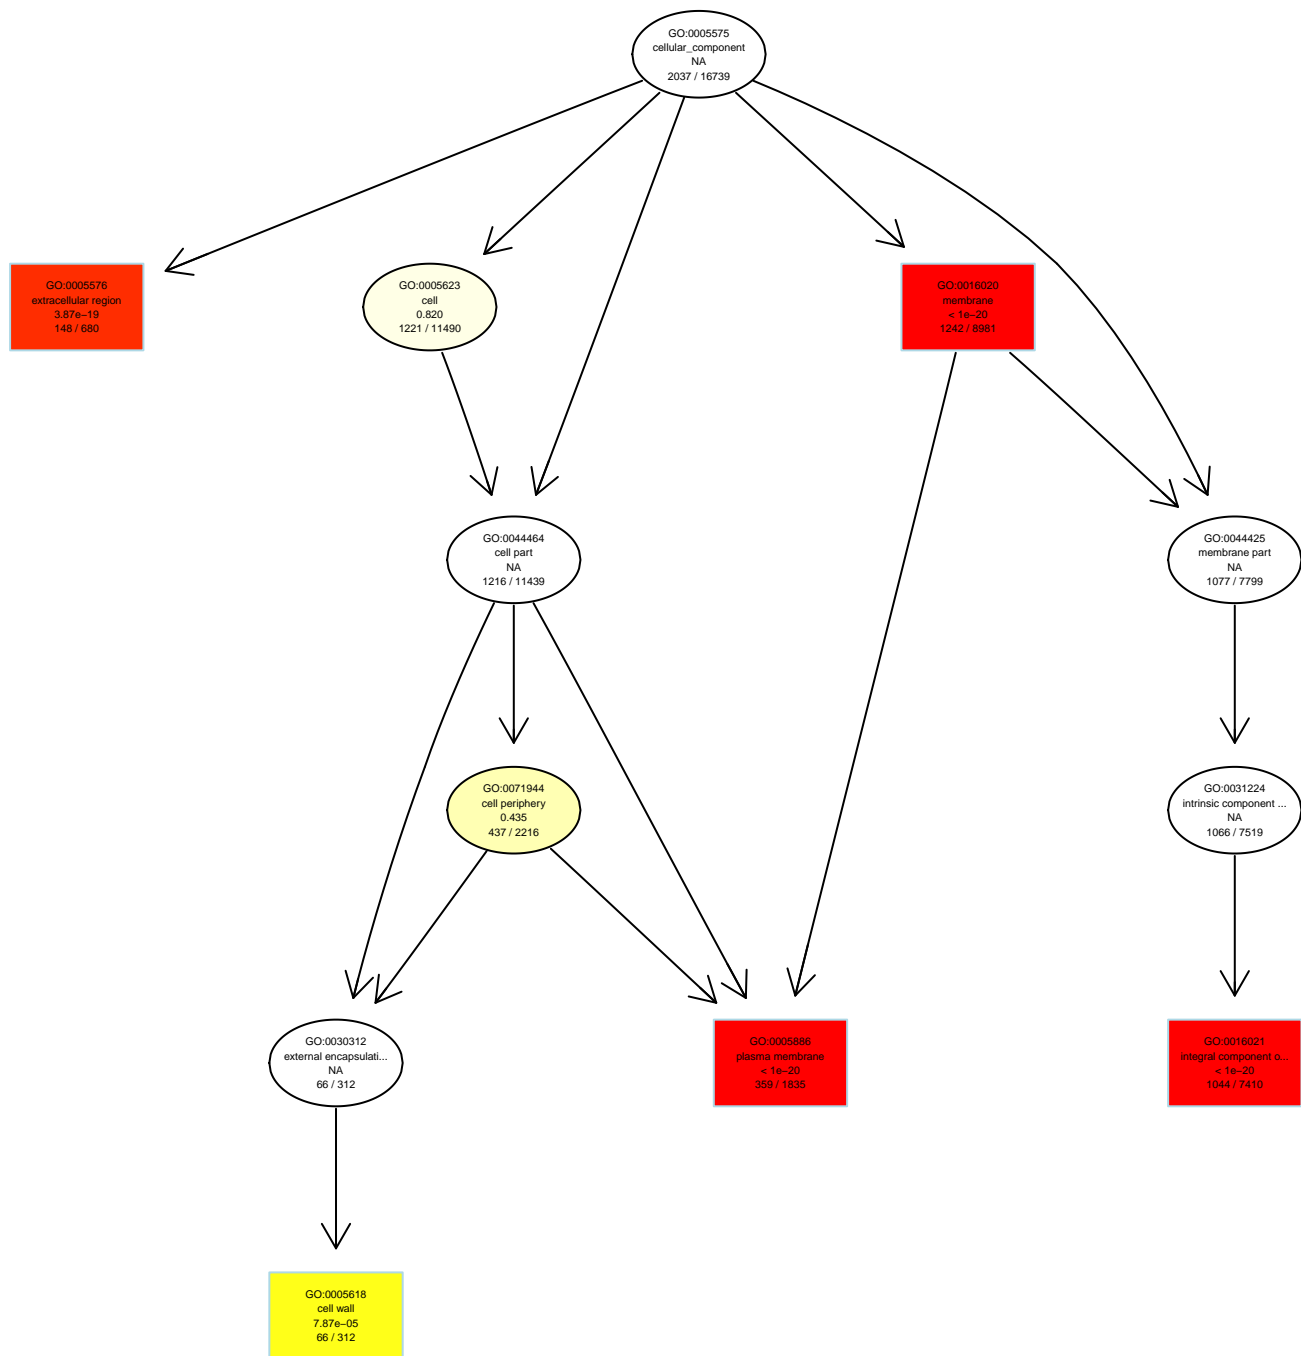 GO:0005575
cellular_component
NA
2037 / 16739
GO:0005576
extracellular region
3.87e−19
148 / 680
GO:0005623
cell
0.820
1221 / 11490
GO:0016020
membrane
< 1e−20
1242 / 8981
GO:0044464
cell part
NA
1216 / 11439
GO:0044425
membrane part
NA
1077 / 7799
GO:0071944
cell periphery
0.435
437 / 2216
GO:0031224
intrinsic component ...
NA
1066 / 7519
GO:0030312
external encapsulati...
NA
66 / 312
GO:0005886
plasma membrane
< 1e−20
359 / 1835
GO:0016021
integral component o...
< 1e−20
1044 / 7410
GO:0005618
cell wall
7.87e−05
66 / 312